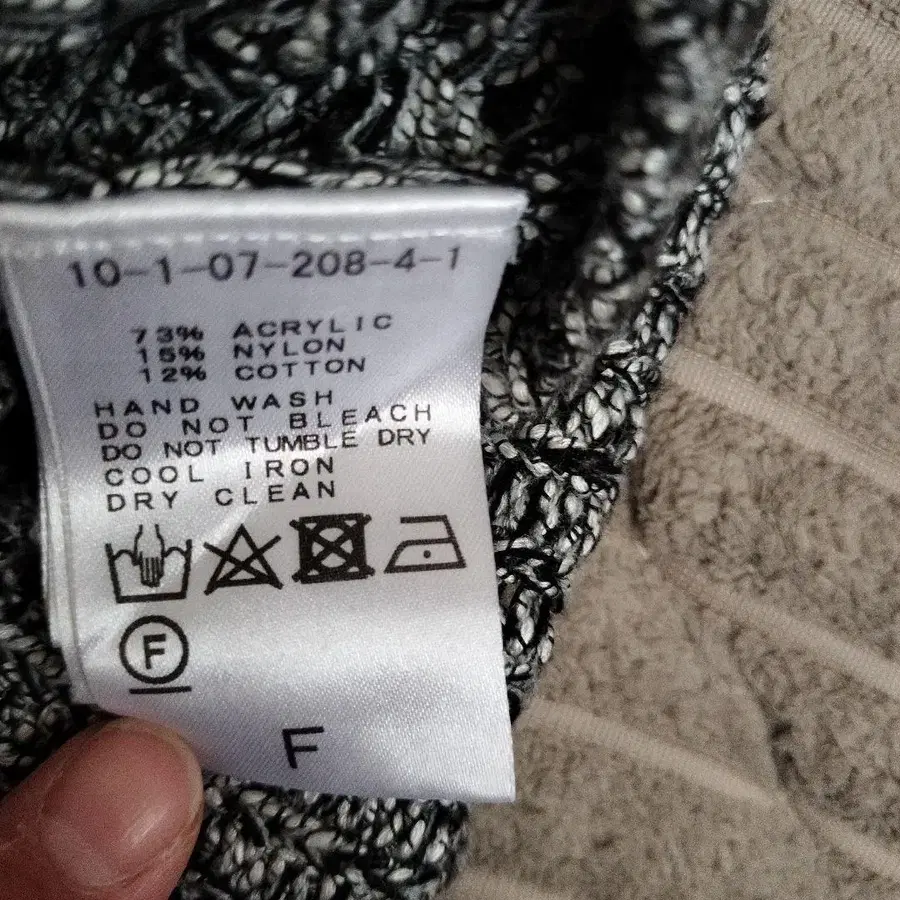 10-1-07-208-4-1
73% ACRYLIC
15% NYLON
12% COTTON
HAND WASH
DO NOT BLEACH
DO NOT TUMBLE DRY
COOL IRON
DRY CLEAN
F
F